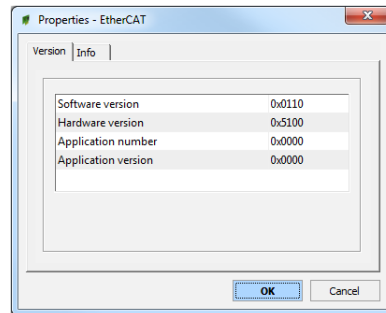 Properties - EtherCAT
Version Info
Software version 0x0110
Hardware version 0x5100
Application number 0x0000
Application version 0x0000
OK Cancel